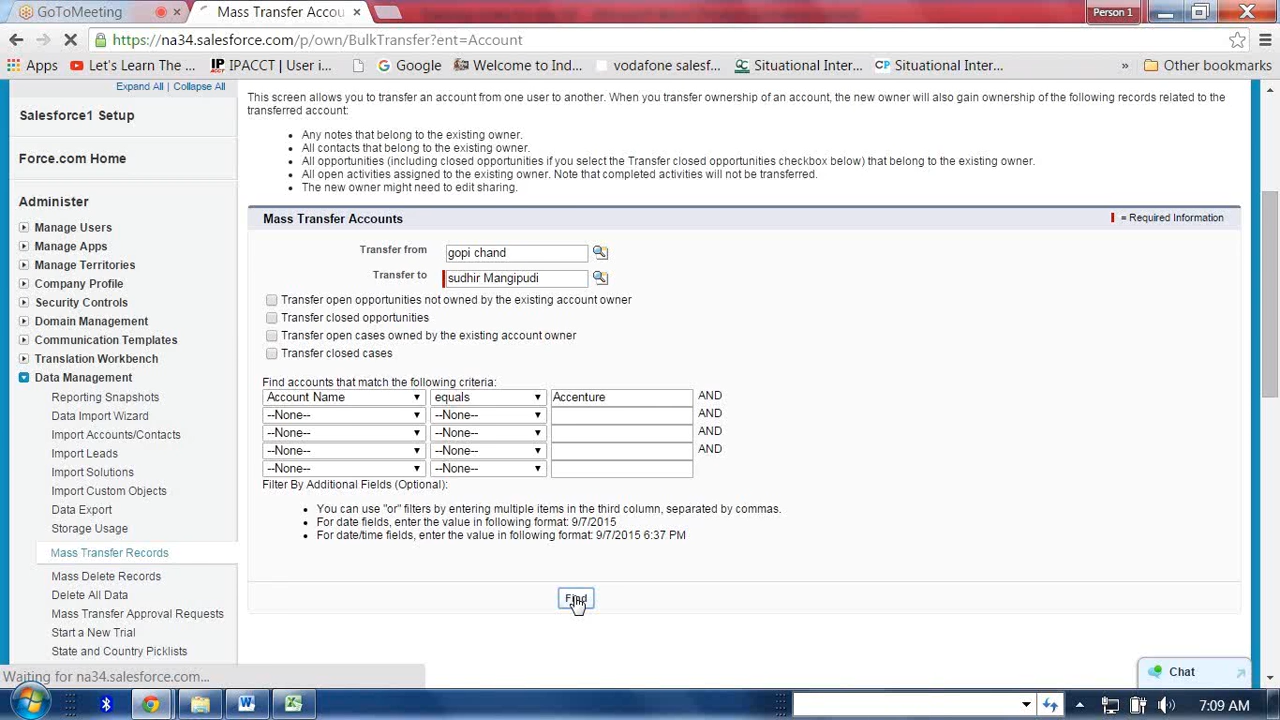 GoToMeeting
Mass Transfer Accou
Person 1
https://na34.salesforce.com/p/own/BulkTransfer?ent=Account
Apps
Let's Learn The ...
IPACCT | User i...
Google
Welcome to Ind...
vodafone salesf...
Situational Inter...
Situational Inter...
»
Other bookmarks
Expand All | Collapse All
Salesforce1 Setup
Force.com Home
Administer
Manage Users
Manage Apps
Manage Territories
Company Profile
Security Controls
Domain Management
Communication Templates
Translation Workbench
Data Management
Reporting Snapshots
Data Import Wizard
Import Accounts/Contacts
Import Leads
Import Solutions
Import Custom Objects
Data Export
Storage Usage
Mass Transfer Records
Mass Delete Records
Delete All Data
Mass Transfer Approval Requests
Start a New Trial
State and Country Picklists
This screen allows you to transfer an account from one user to another. When you transfer ownership of an account, the new owner will also gain ownership of the following records related to the
transferred account:
• Any notes that belong to the existing owner.
• All contacts that belong to the existing owner.
• All opportunities (including closed opportunities if you select the Transfer closed opportunities checkbox below) that belong to the existing owner.
• All open activities assigned to the existing owner. Note that completed activities will not be transferred.
• The new owner might need to edit sharing.
Mass Transfer Accounts
= Required Information
Transfer from gopi chand
Transfer to sudhir Mangipudi
Transfer open opportunities not owned by the existing account owner
Transfer closed opportunities
Transfer open cases owned by the existing account owner
Transfer closed cases
Find accounts that match the following criteria:
Account Name equals Accenture AND
--None-- --None-- AND
--None-- --None-- AND
--None-- --None-- AND
--None-- --None--
Filter By Additional Fields (Optional):
• You can use "or" filters by entering multiple items in the third column, separated by commas.
• For date fields, enter the value in following format: 9/7/2015
• For date/time fields, enter the value in following format: 9/7/2015 6:37 PM
Find
Chat
Waiting for na34.salesforce.com...
7:09 AM